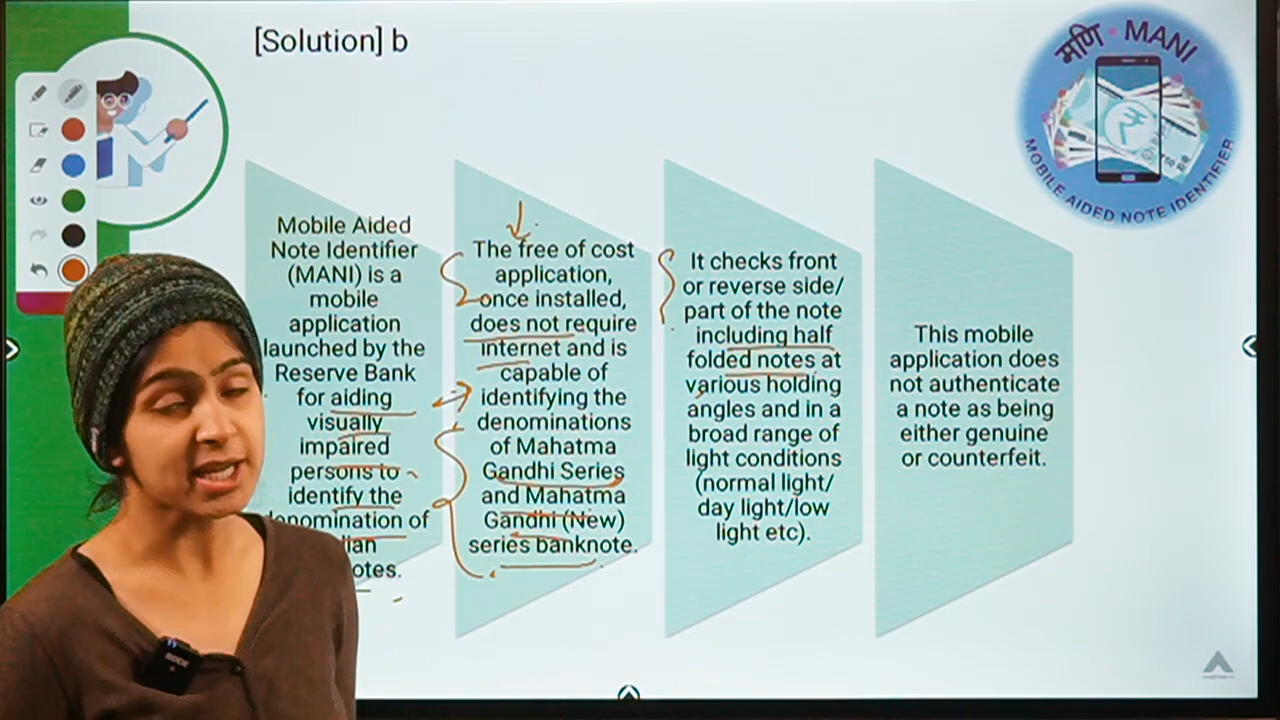 [Solution] b
मणि - MANI
MOBILE AIDED NOTE IDENTIFIER
Mobile Aided
Note Identifier
(MANI) is a
mobile
application
launched by the
Reserve Bank
for aiding
visually
impaired
persons to
identify the
denomination of
The free of cost
application,
once installed,
does not require
internet and is
capable of
identifying the
denominations
of Mahatma
Gandhi Series
and Mahatma
Gandhi (New)
series banknote.
It checks front
or reverse side/
part of the note
including half
folded notes at
various holding
angles and in a
broad range of
light conditions
(normal light/
day light/low
light etc).
This mobile
application does
not authenticate
a note as being
either genuine
or counterfeit.